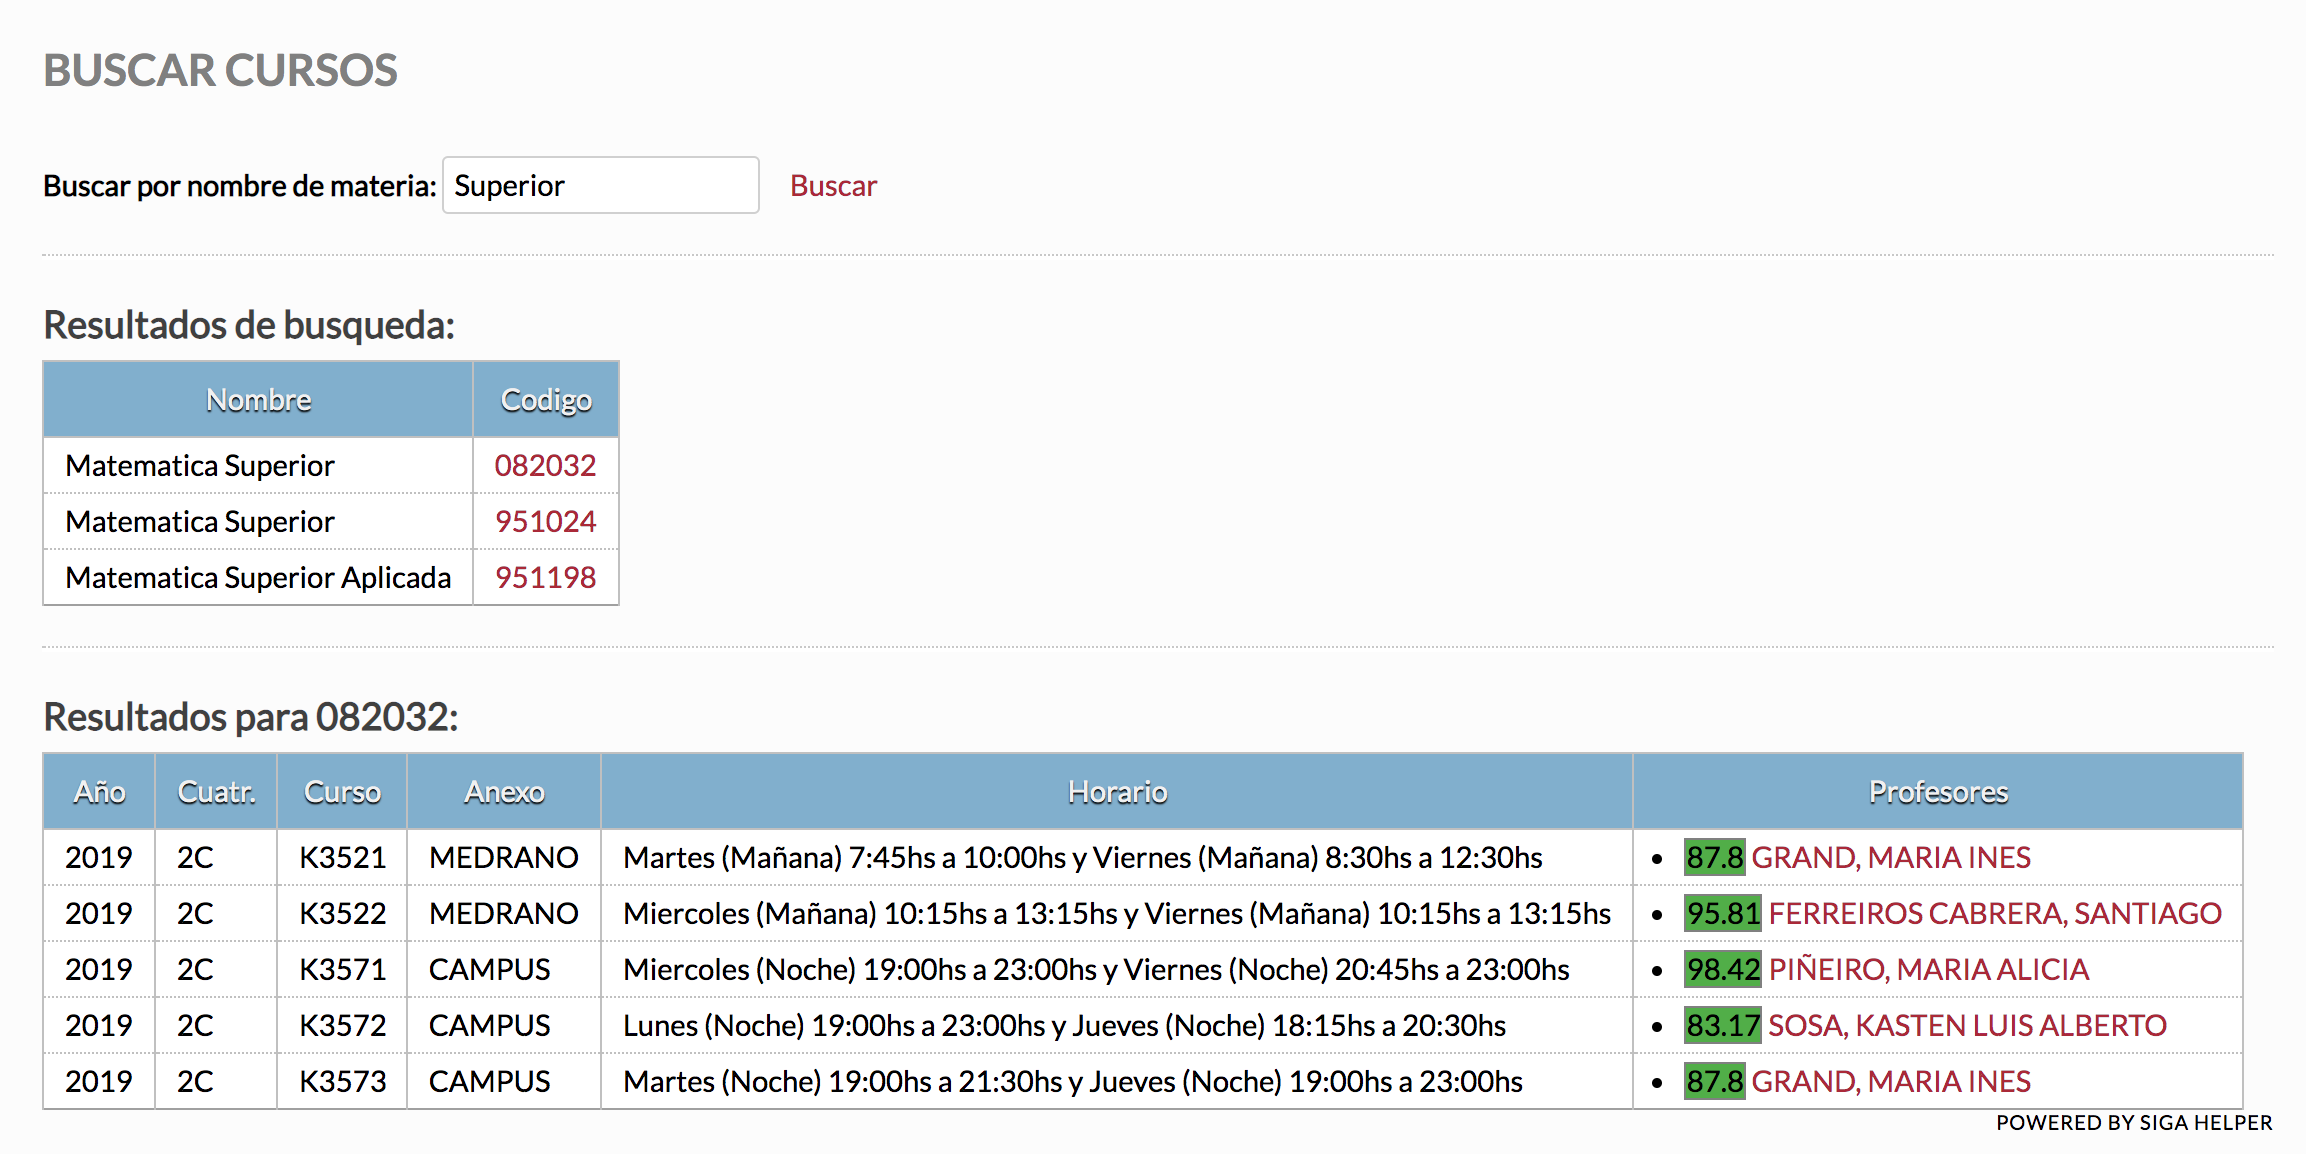 BUSCAR CURSOS
Buscar por nombre de materia: Superior Buscar
Resultados de busqueda:
Nombre Codigo
Matematica Superior 082032
Matematica Superior 951024
Matematica Superior Aplicada 951198
Resultados para 082032:
Año Cuatr. Curso Anexo Horario Profesores
2019 2C K3521 MEDRANO Martes (Mañana) 7:45hs a 10:00hs y Viernes (Mañana) 8:30hs a 12:30hs • 87.8 GRAND, MARIA INES
2019 2C K3522 MEDRANO Miercoles (Mañana) 10:15hs a 13:15hs y Viernes (Mañana) 10:15hs a 13:15hs • 95.81 FERREIROS CABRERA, SANTIAGO
2019 2C K3571 CAMPUS Miercoles (Noche) 19:00hs a 23:00hs y Viernes (Noche) 20:45hs a 23:00hs • 98.42 PIÑEIRO, MARIA ALICIA
2019 2C K3572 CAMPUS Lunes (Noche) 19:00hs a 23:00hs y Jueves (Noche) 18:15hs a 20:30hs • 83.17 SOSA, KASTEN LUIS ALBERTO
2019 2C K3573 CAMPUS Martes (Noche) 19:00hs a 21:30hs y Jueves (Noche) 19:00hs a 23:00hs • 87.8 GRAND, MARIA INES
POWERED BY SIGA HELPER